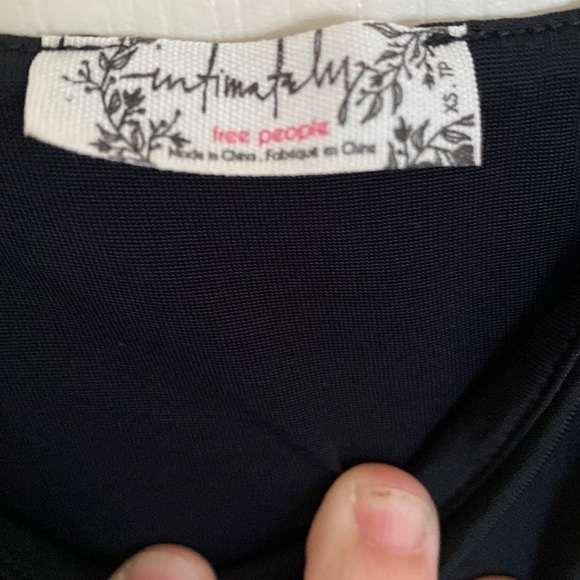 intimately
free people
Made in China . Fabriqué en Chine
XS . TP